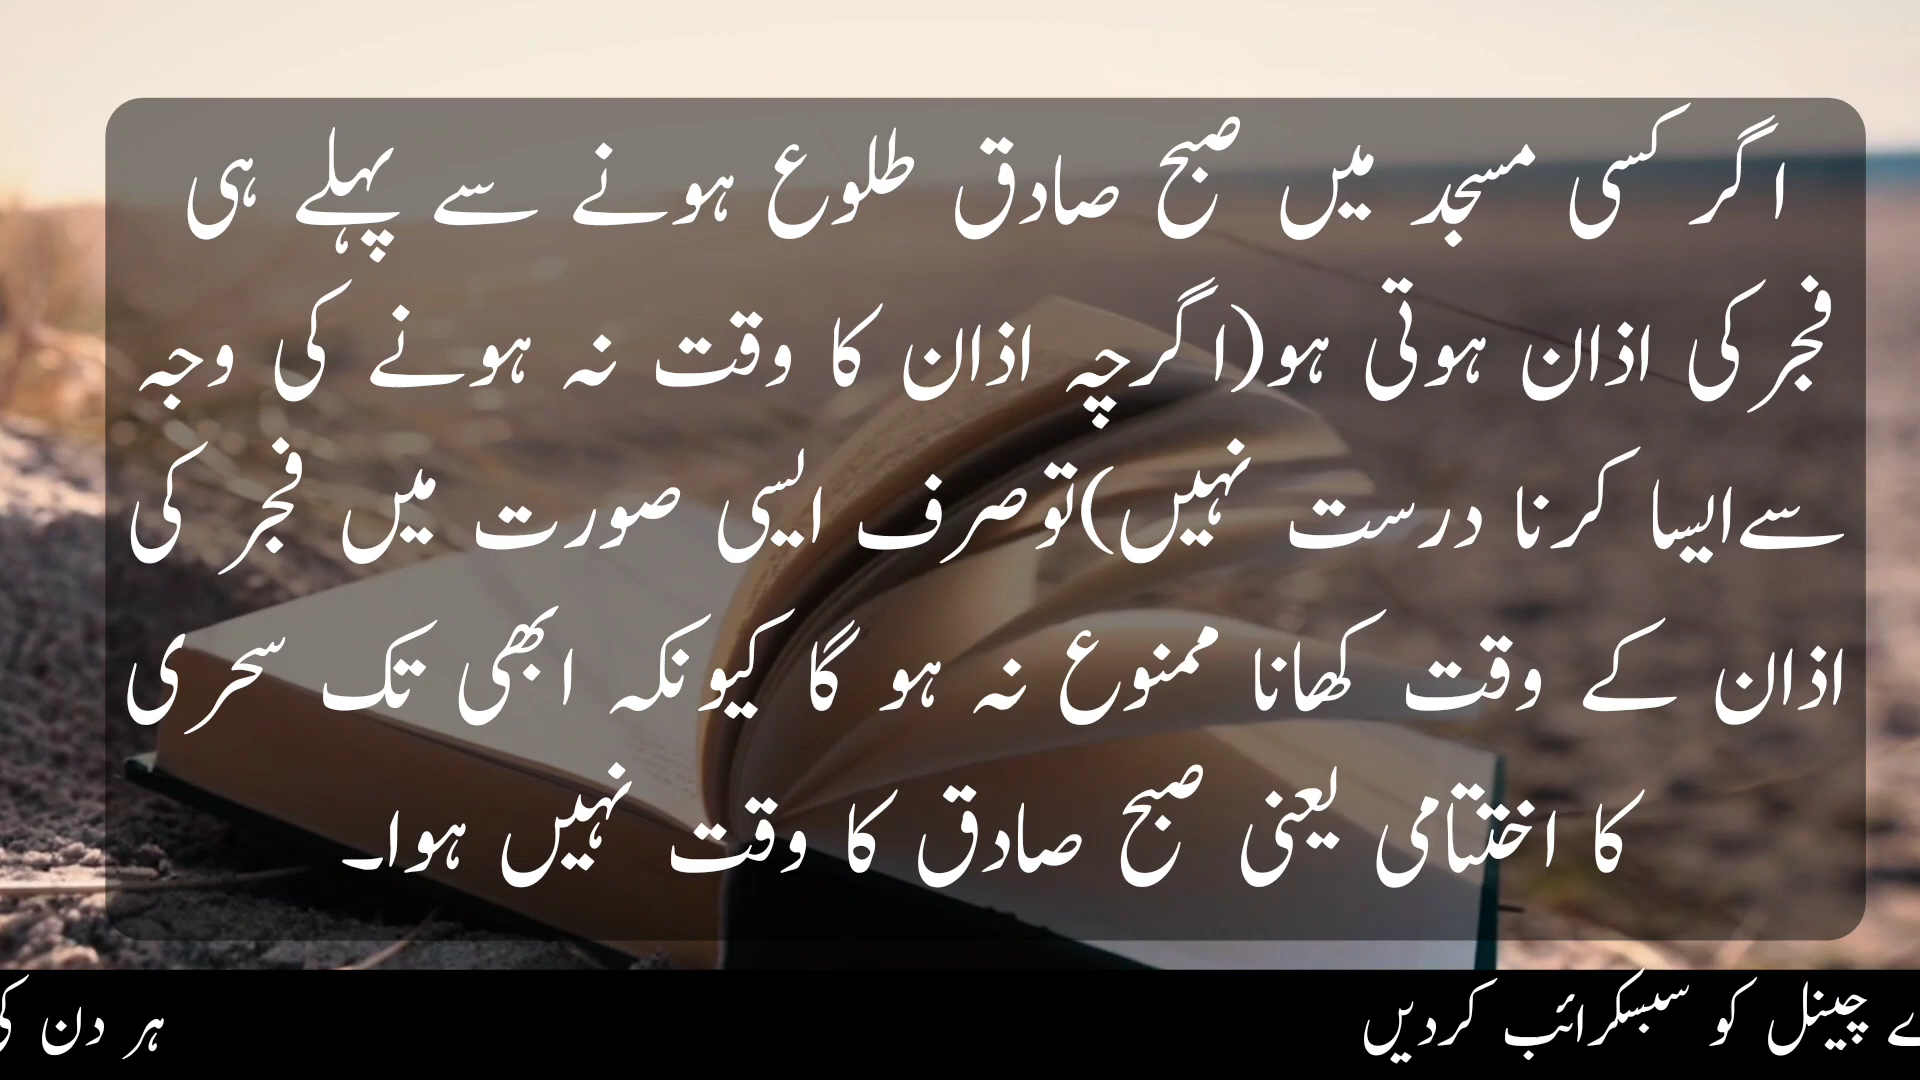 اگر کسی مسجد میں صبح صادق طلوع ہونے سے پہلے ہی
فجر کی اذان ہوتی ہو(اگرچہ اذان کا وقت نہ ہونے کی وجہ
سےایسا کرنا درست نہیں)توصرف ایسی صورت میں فجر کی
اذان کے وقت کھانا ممنوع نہ ہو گا کیونکہ ابھی تک سحری
کا اختتامی یعنی صبح صادق کا وقت نہیں ہوا۔
چینل کو سبسکرائب کردیں
ہر دن کی